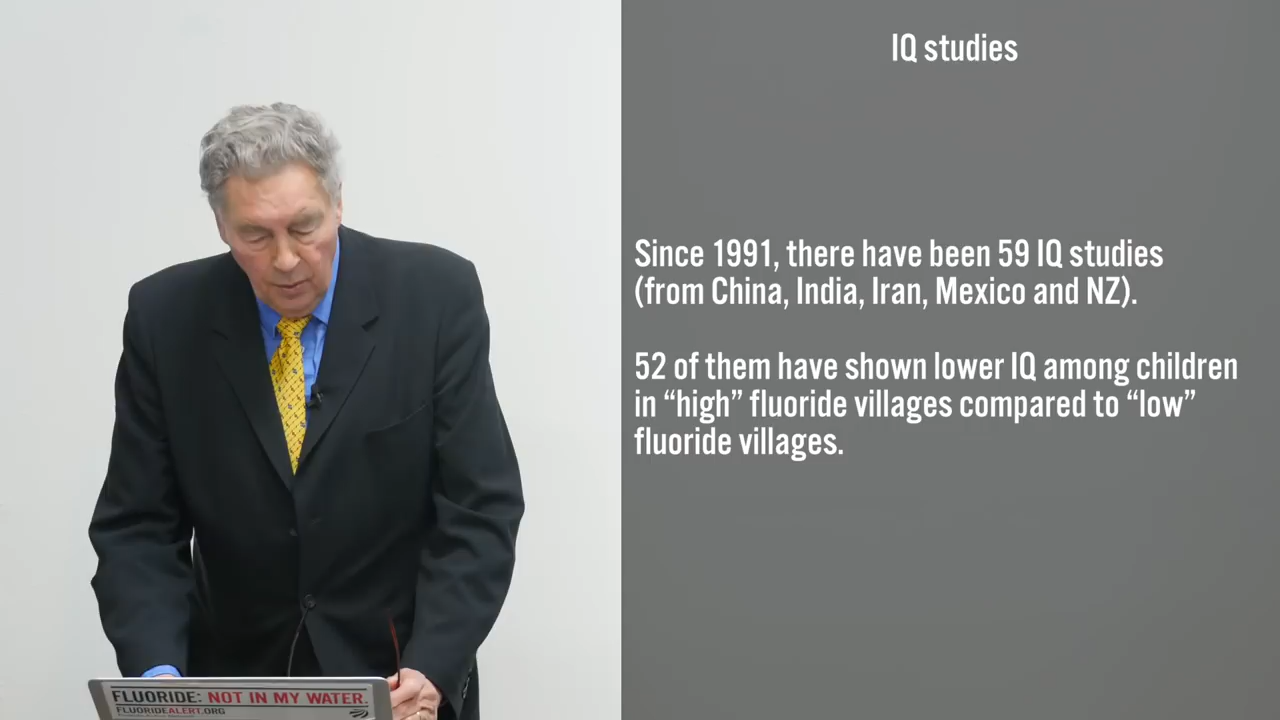 IQ studies
Since 1991, there have been 59 IQ studies
(from China, India, Iran, Mexico and NZ).
52 of them have shown lower IQ among children
in “high” fluoride villages compared to “low”
fluoride villages.
FLUORIDE: NOT IN MY WATER.
FLUORIDEALERT.ORG